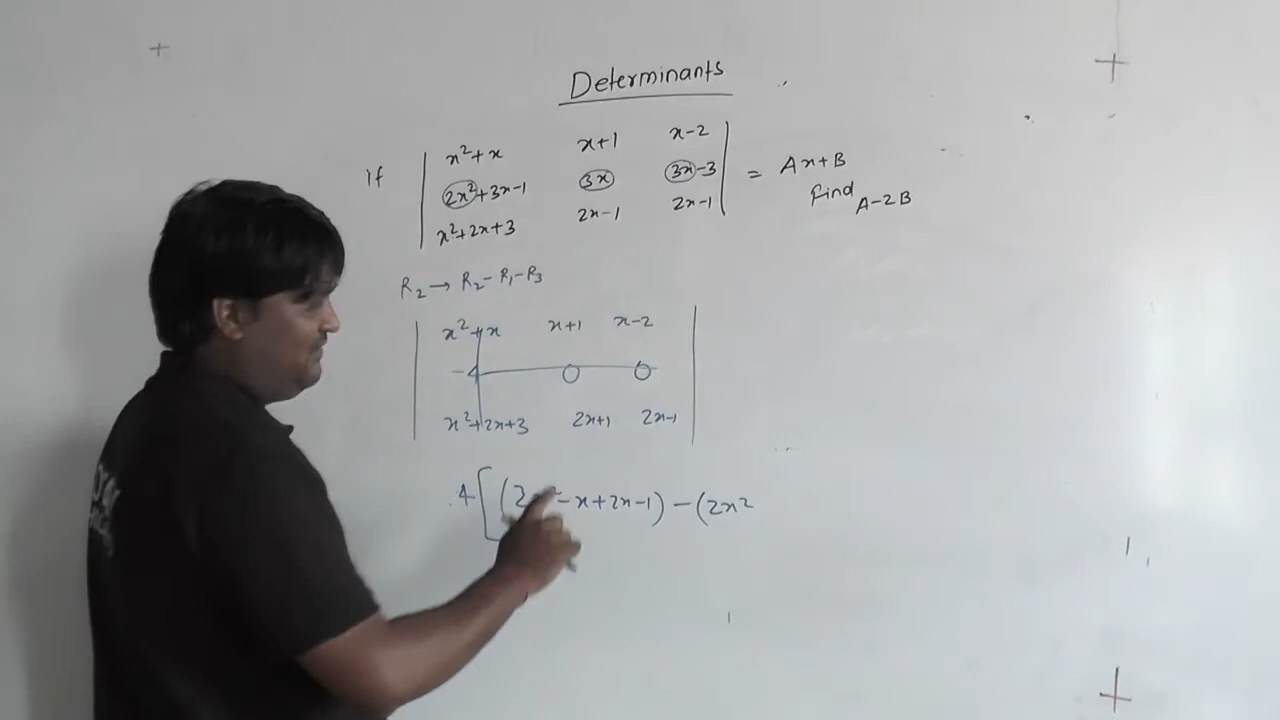 Determinants
If | x²+x x+1 x-2 |
| 2x²+3x-1 3x 3x-3 | = Ax+B
| x²+2x+3 2x-1 2x-1 | Find A-2B
R₂ → R₂-R₁-R₃
| x²+x x+1 x-2 |
| -4 0 0 |
| x²+2x+3 2x+1 2x-1 |
4[(2x²-x+2x-1)-(2x²